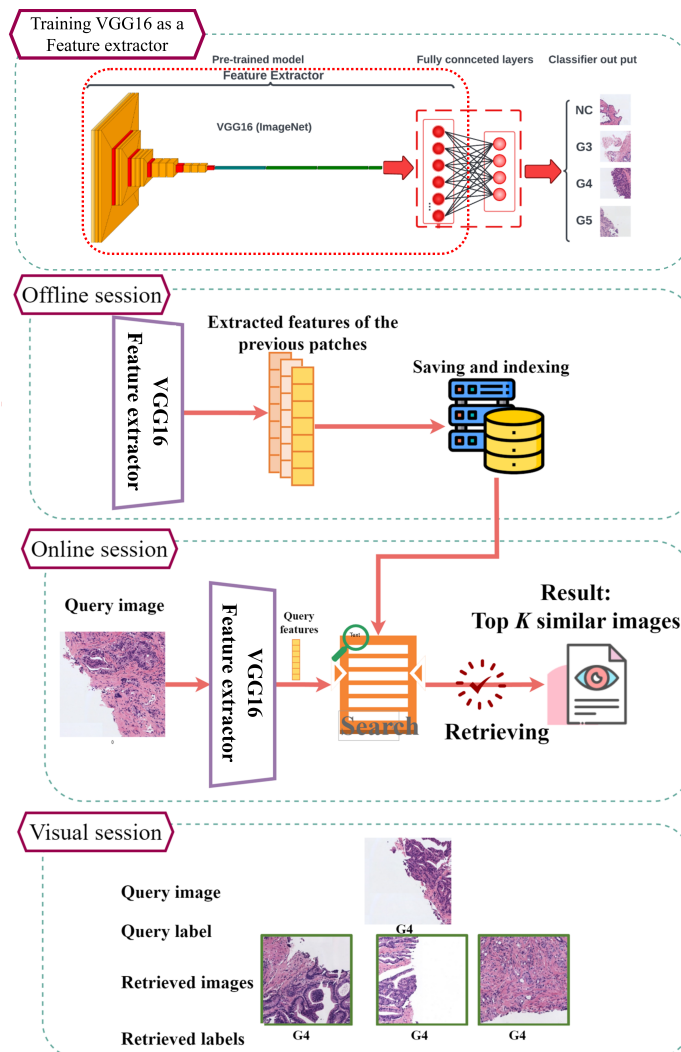 Training VGG16 as a
Feature extractor
Pre-trained model
Feature Extractor
Fully connceted layers
Classifier out put
VGG16 (ImageNet)
NC
G3
G4
G5
Offline session
VGG16
Feature extractor
Extracted features of the
previous patches
Saving and indexing
Online session
Query image
VGG16
Feature extractor
Query
features
Text
Search
Retrieving
Result:
Top K similar images
Visual session
Query image
Query label
G4
Retrieved images
Retrieved labels
G4
G4
G4